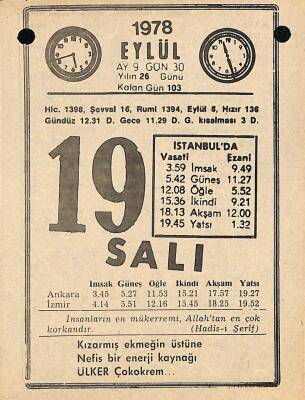 1978
EYLÜL
AY 9 GÜN 30
Yılın 26 Günü
Kalan Gün 103
Hic. 1398, Şevval 16, Rumi 1394, Eylül 6, Hızır 136
Gündüz 12.31 D. Gece 11.29 D. G. kısalması 3 D.
19
İSTANBUL'DA
Vasatî Ezanî
3.59 İmsak 9.49
5.42 Güneş 11.27
12.08 Öğle 5.52
15.36 İkindi 9.21
18.13 Akşam 12.00
19.45 Yatsı 1.32
SALI
Imsak Güneş Öğle Ikindi Akşam Yatsı
Ankara 3,45 5.27 11.53 15.21 17.57 19.27
İzmir 4.14 5.51 12.16 15.45 18.25 19.52
İnsanların en mükerremi, Allah'tan en çok
korkandır. (Hadis-i Şerif)
Kızarmış ekmeğin üstüne
Nefis bir enerji kaynağı
ÜLKER Çokokrem...